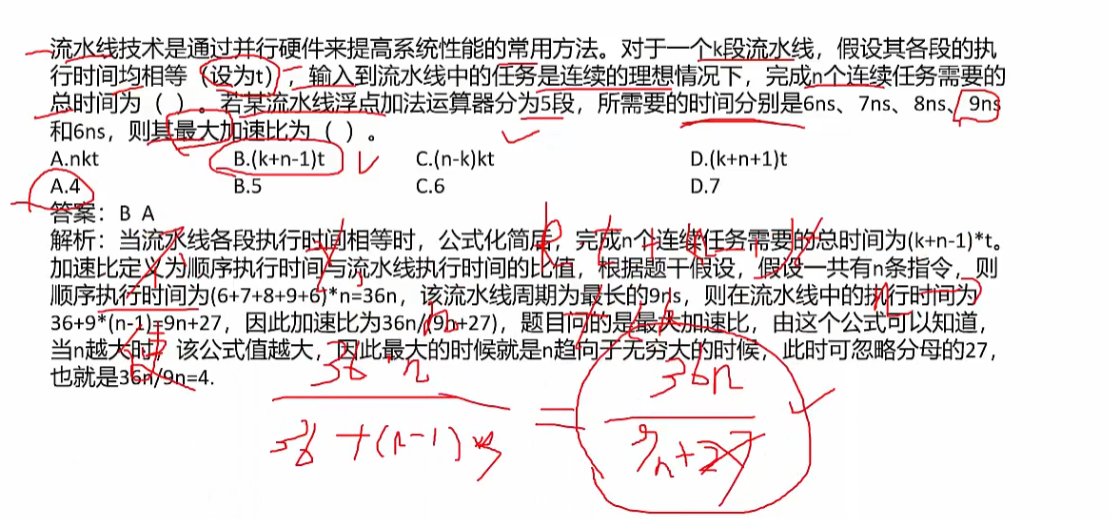 流水线技术是通过并行硬件来提高系统性能的常用方法。对于一个k段流水线，假设其各段的执
行时间均相等（设为t），输入到流水线中的任务是连续的理想情况下，完成n个连续任务需要的
总时间为（ ）。若某流水线浮点加法运算器分为5段，所需要的时间分别是6ns、7ns、8ns、9ns
和6ns，则其最大加速比为（ ）。
A.nkt B.(k+n-1)t C.(n-k)kt D.(k+n+1)t
A.4 B.5 C.6 D.7
答案：B A
解析：当流水线各段执行时间相等时，公式化简后，完成n个连续任务需要的总时间为(k+n-1)*t。
加速比定义为顺序执行时间与流水线执行时间的比值，根据题干假设，假设一共有n条指令，则
顺序执行时间为(6+7+8+9+6)*n=36n，该流水线周期为最长的9ns，则在流水线中的执行时间为
36+9*(n-1)=9n+27，因此加速比为36n/(9n+27)，题目问的是最大加速比，由这个公式可以知道，
当n越大时，该公式值越大，因此最大的时候就是n趋向于无穷大的时候，此时可忽略分母的27，
也就是36n/9n=4.
36*n
36+(n-1)*9
=
36n
9n+27